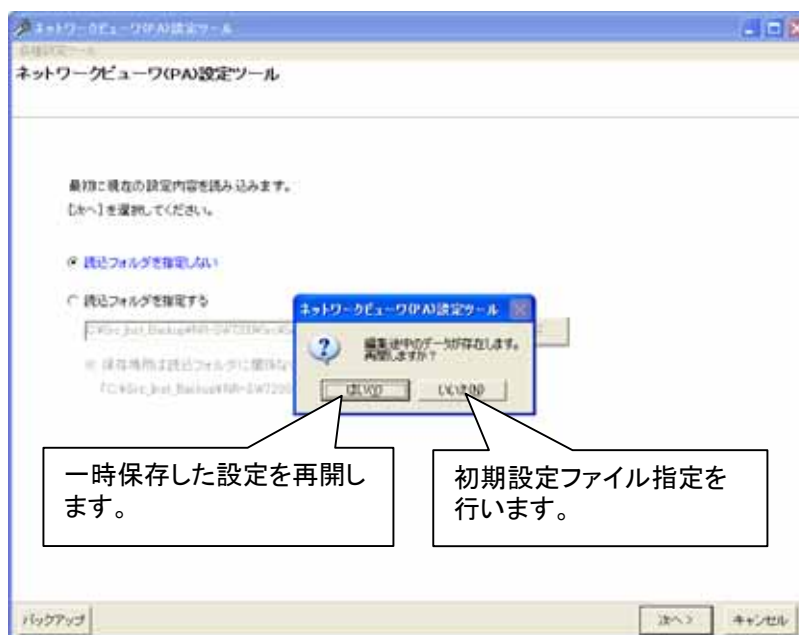 ネットワークビューワ(PA)設定ツール
各種設定ツール
ネットワークビューワ(PA)設定ツール
最初に現在の設定内容を読み込みます。
[次へ]を選択してください。
読込フォルダを指定しない
読込フォルダを指定する
ネットワークビューワ(PA)設定ツール
編集途中のデータが存在します。
再開しますか?
はい(Y)
いいえ(N)
一時保存した設定を再開し
ます。
初期設定ファイル指定を
行います。
バックアップ
次へ >
キャンセル